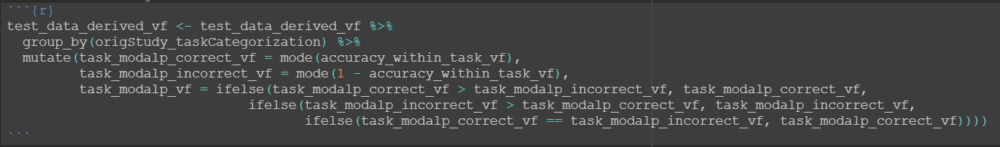 ```{r}
test_data_derived_vf <- test_data_derived_vf %>%
  group_by(origStudy_taskCategorization) %>%
  mutate(task_modalp_correct_vf = mode(accuracy_within_task_vf),
         task_modalp_incorrect_vf = mode(1 - accuracy_within_task_vf),
         task_modalp_vf = ifelse(task_modalp_correct_vf > task_modalp_incorrect_vf, task_modalp_correct_vf,
                              ifelse(task_modalp_incorrect_vf > task_modalp_correct_vf, task_modalp_incorrect_vf,
                                     ifelse(task_modalp_correct_vf == task_modalp_incorrect_vf, task_modalp_correct_vf))))
```